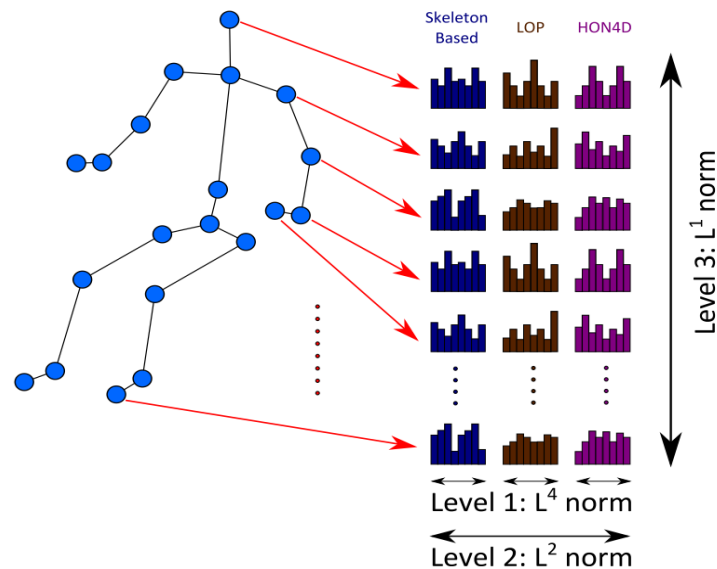 Skeleton
Based
LOP
HON4D
Level 3: L¹ norm
Level 1: L⁴ norm
Level 2: L² norm